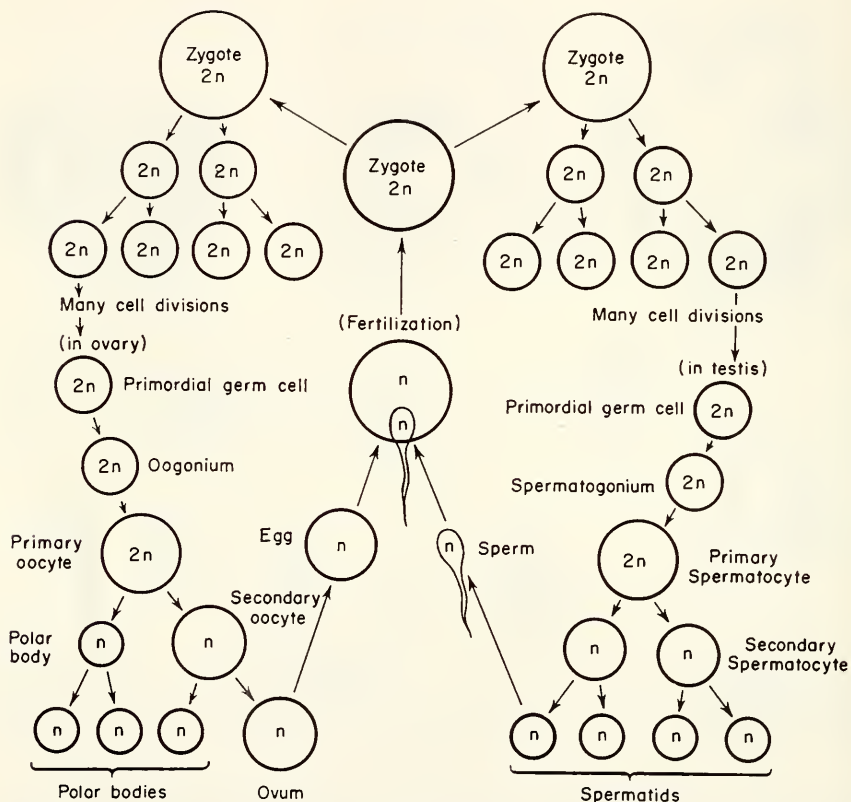 Zygote
2n
Zygote
2n
Zygote
2n
2n 2n
2n 2n
2n 2n 2n 2n
2n 2n 2n 2n
Many cell divisions
(in ovary)
(Fertilization)
Many cell divisions
(in testis)
2n Primordial germ cell
n
n
Primordial germ cell 2n
2n Oogonium
Spermatogonium 2n
Primary
oocyte
2n
Egg
n
n
Sperm
2n
Primary
Spermatocyte
Polar
body
n
n
Secondary
oocyte
n
n
Secondary
Spermatocyte
n n n n
n n n n
Polar bodies
Ovum
Spermatids